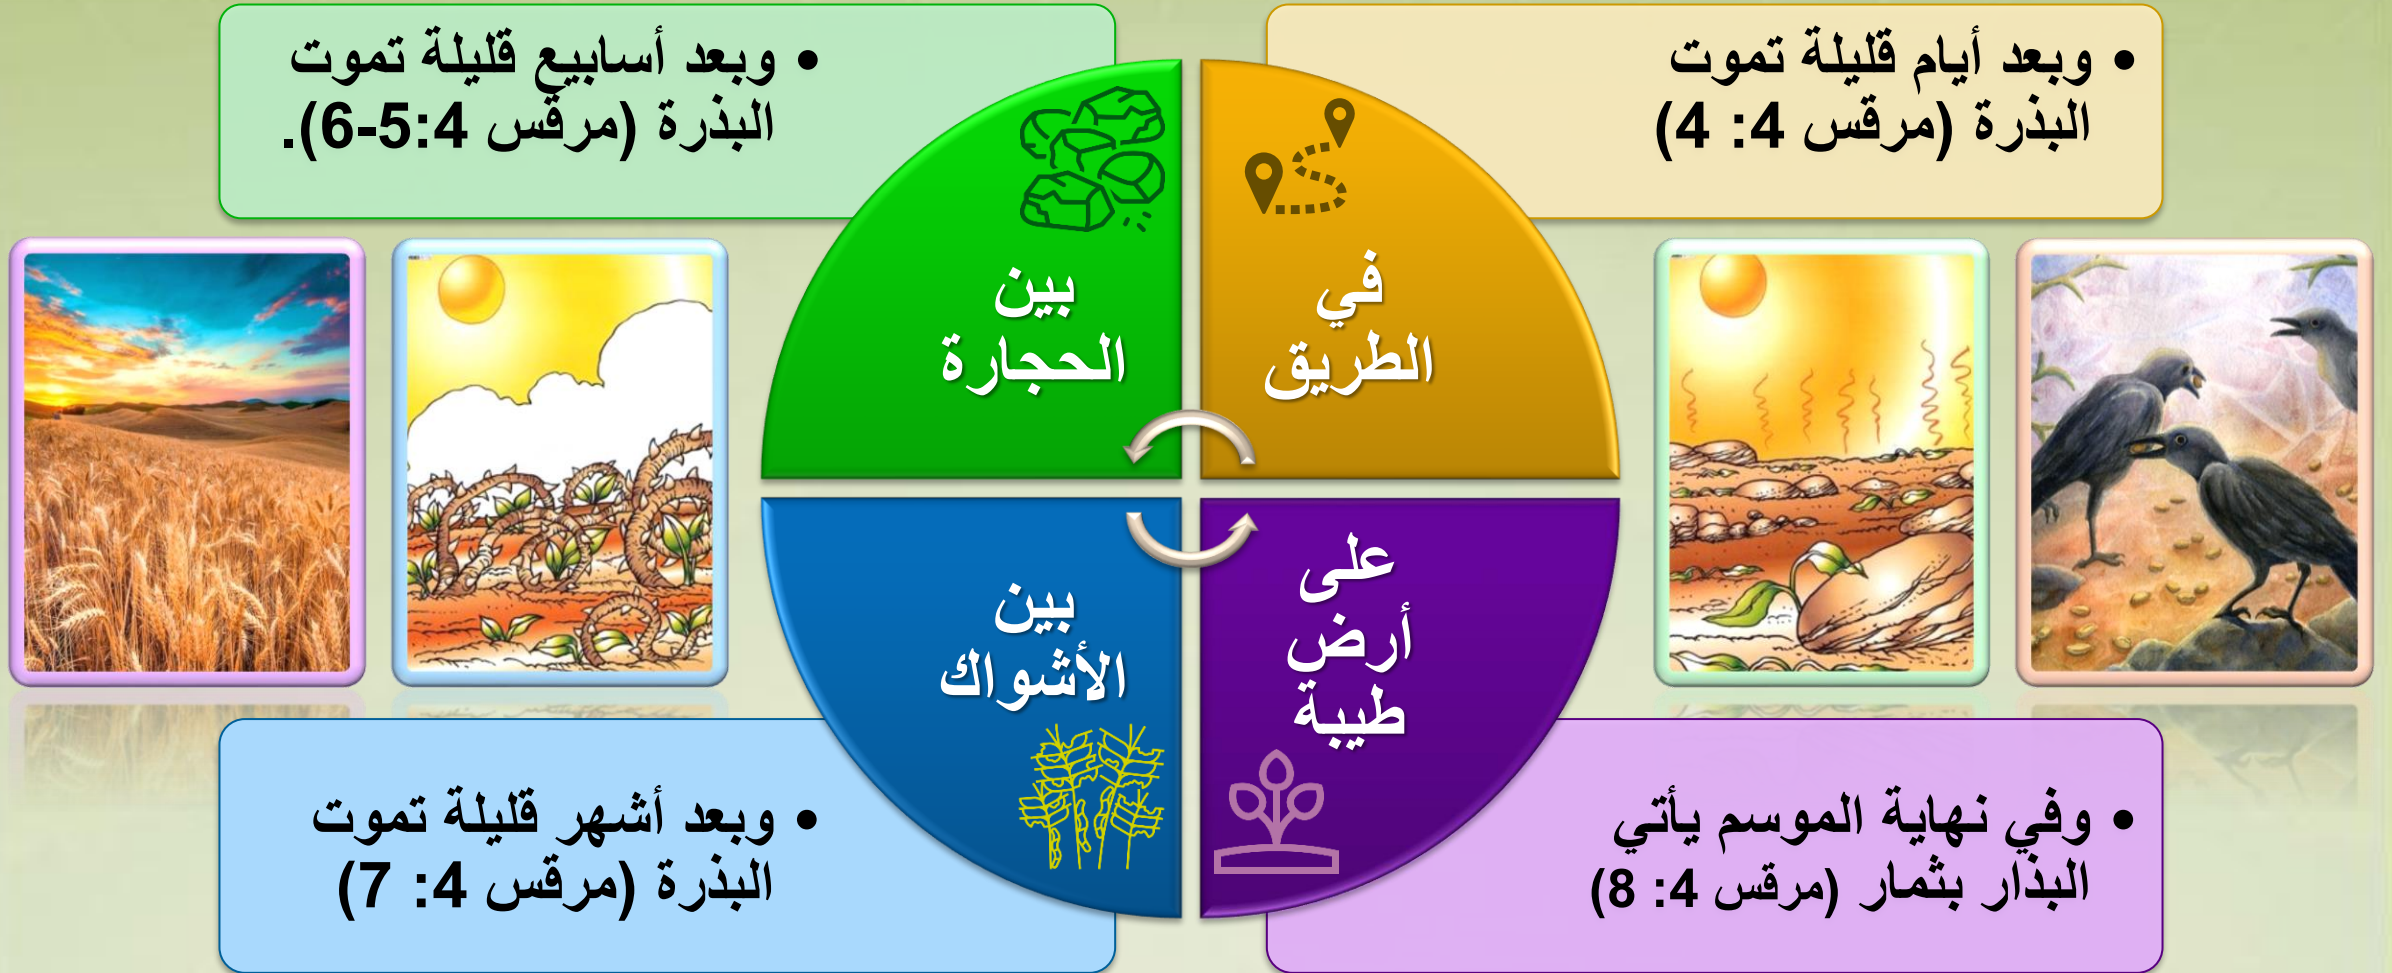 • وبعد أيام قليلة تموت
البذرة (مرقس 4: 4)
في
الطريق
• وبعد أسابيع قليلة تموت
البذرة (مرقس 4:5-6).
بين
الحجارة
بين
الأشواك
• وبعد أشهر قليلة تموت
البذرة (مرقس 4: 7)
على
أرض
طيبة
• وفي نهاية الموسم يأتي
البذار بثمار (مرقس 4: 8)